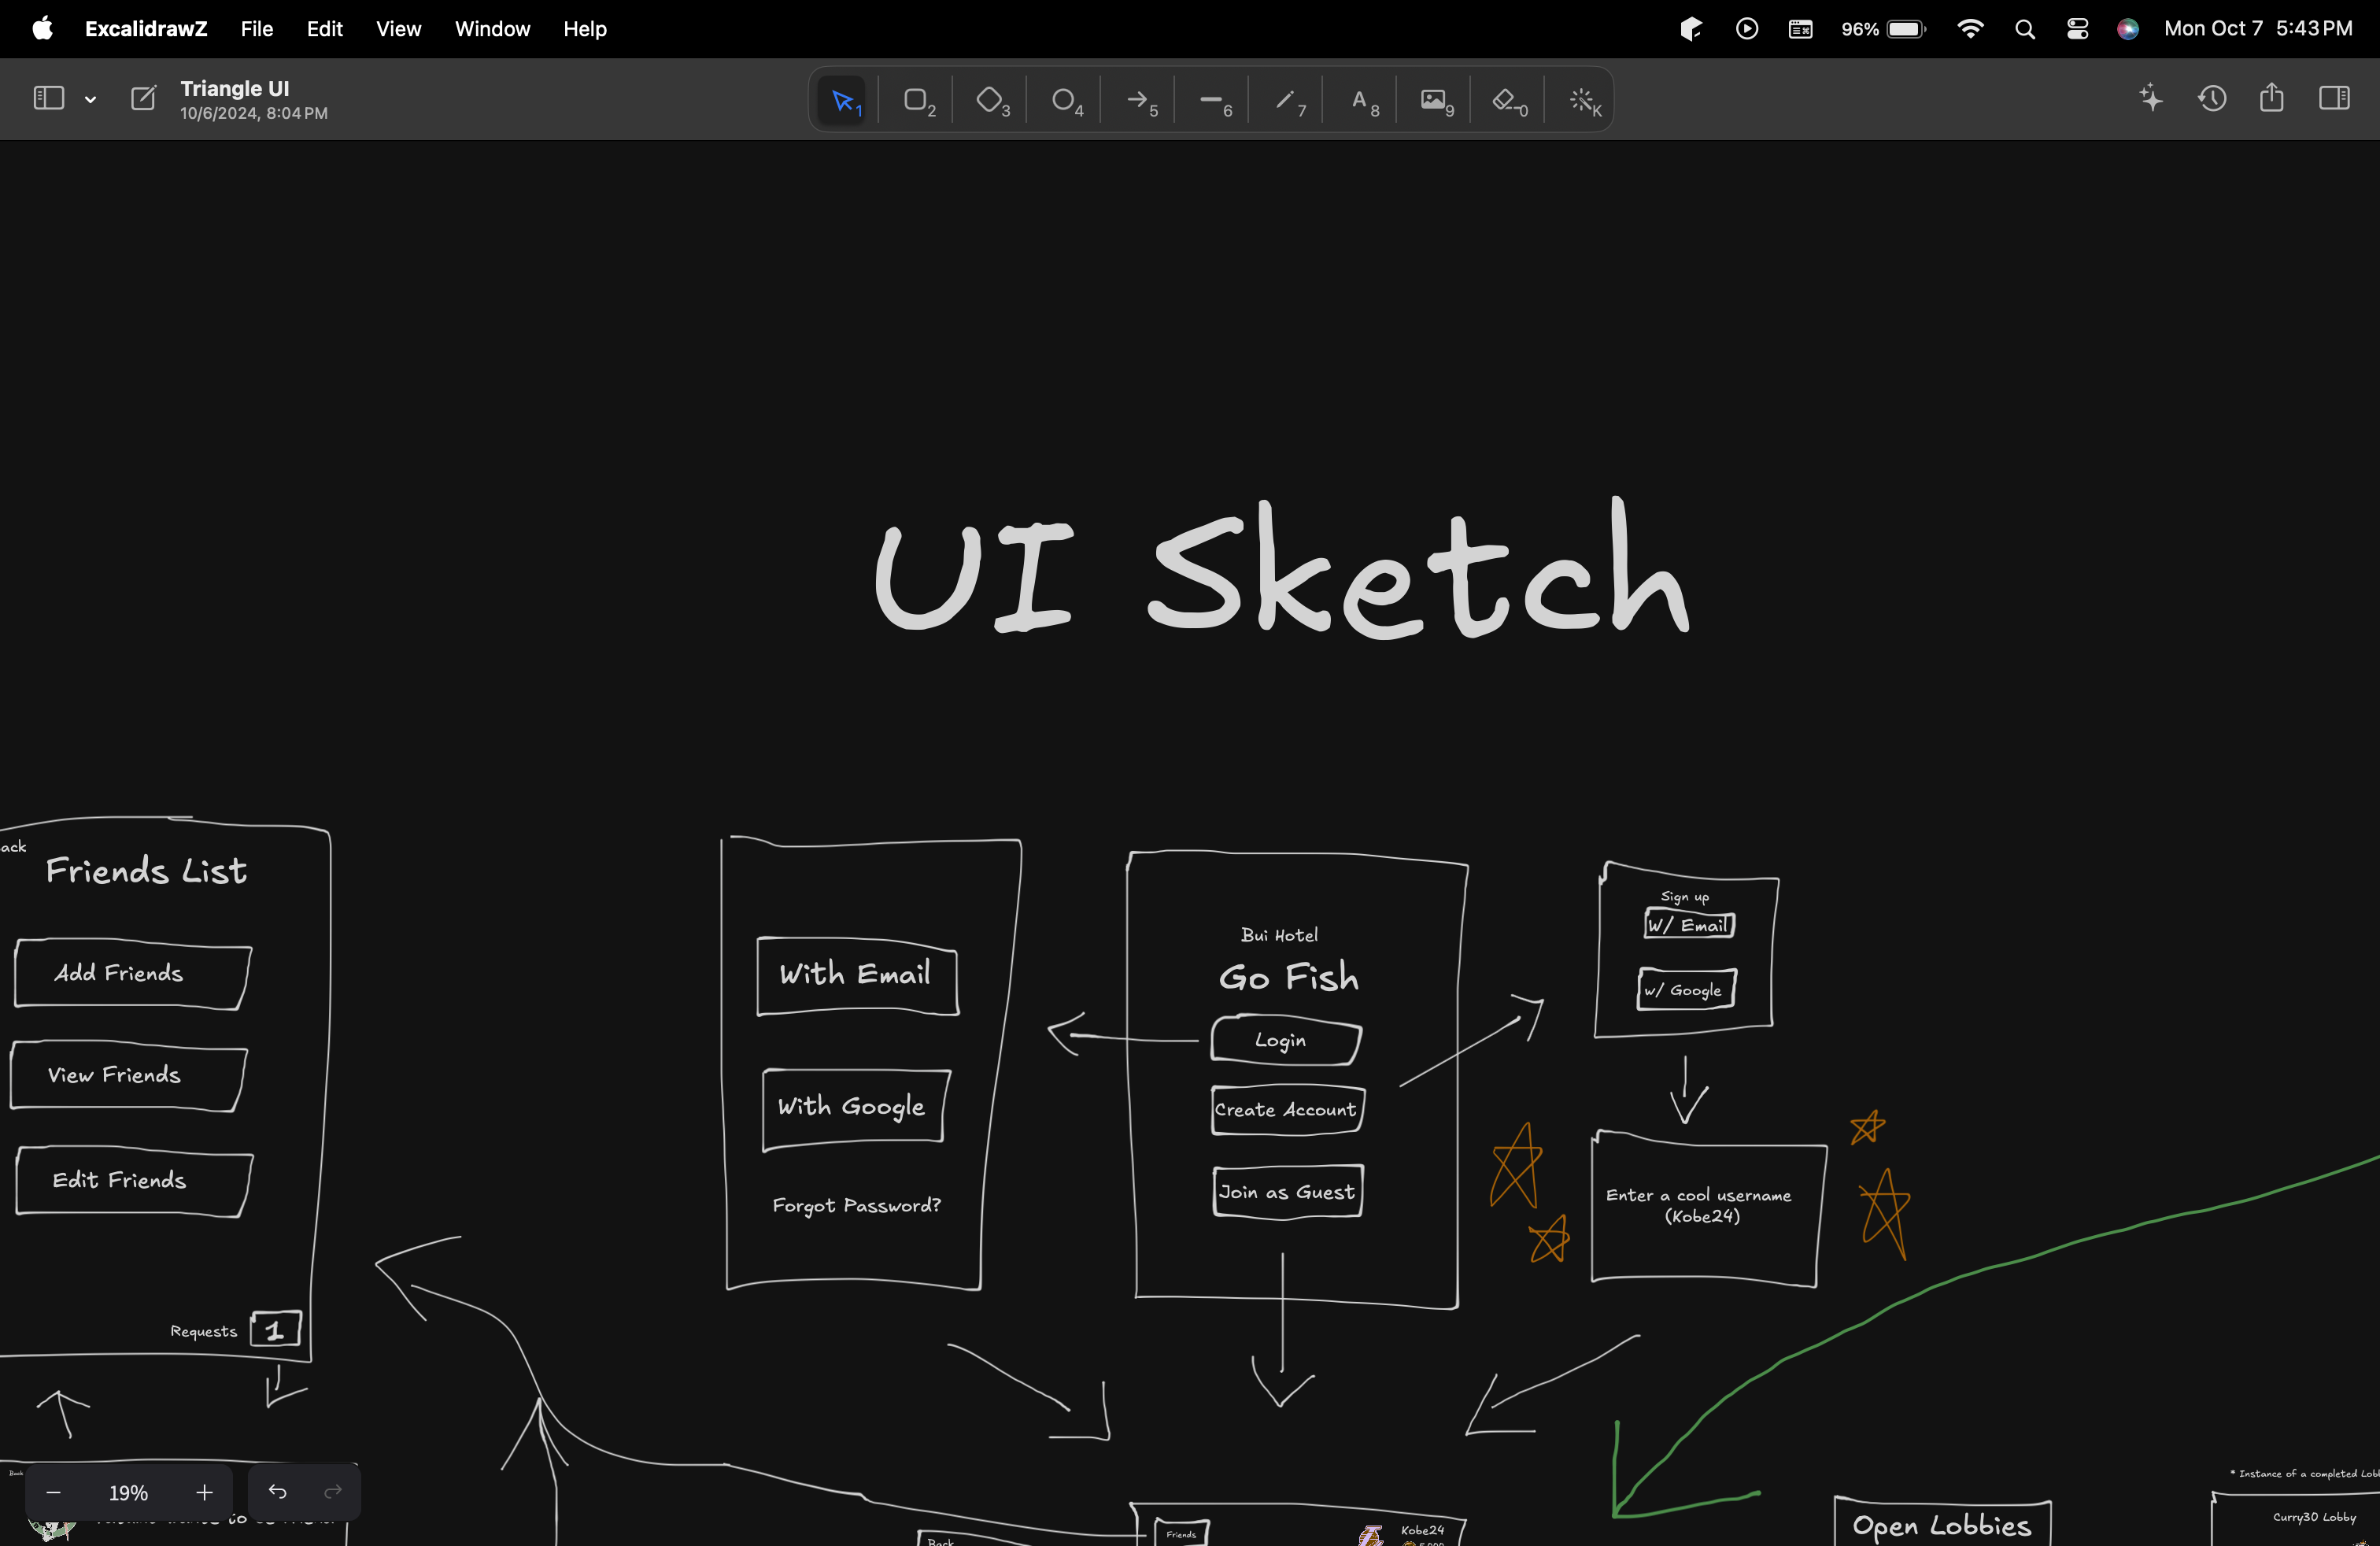 ExcalidrawZ File Edit View Window Help
96% Mon Oct 7 5:43 PM
Triangle UI
10/6/2024, 8:04 PM
1 2 3 4 5 6 7 A 8 9 0 K
UI Sketch
ack
Friends List
Add Friends
View Friends
Edit Friends
Requests 1
With Email
With Google
Forgot Password?
Bui Hotel
Go Fish
Login
Create Account
Join as Guest
Sign up
W/ Email
w/ Google
Enter a cool username
(Kobe24)
Back
19%
Back
Friends
Kobe24
Open Lobbies
* Instance of a completed Lob
Curry30 Lobby